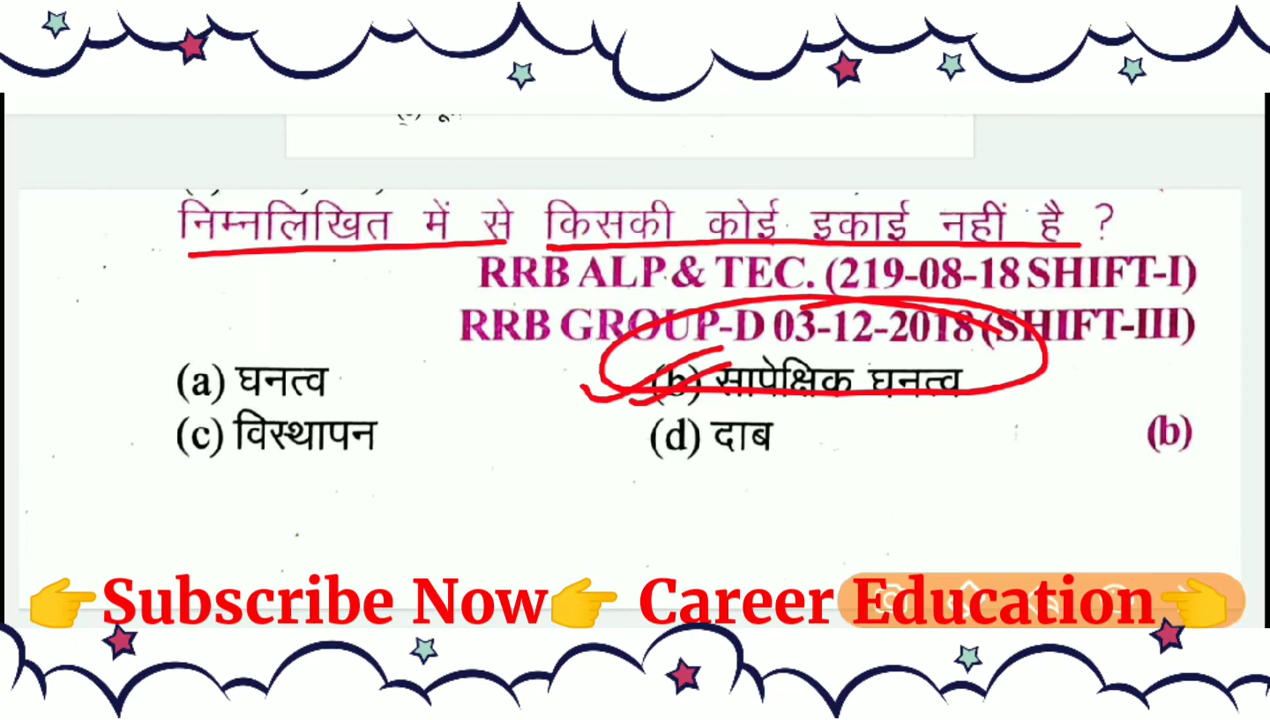 निम्नलिखित में से किसकी कोई इकाई नहीं है ?
RRB ALP & TEC. (219-08-18 SHIFT-I)
RRB GROUP-D 03-12-2018 (SHIFT-III)
(a) घनत्व (b) सापेक्षिक घनत्व
(c) विस्थापन (d) दाब (b)
👉Subscribe Now👉 Career Education👈